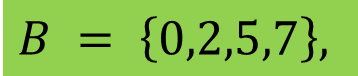 B = {0,2,5,7},